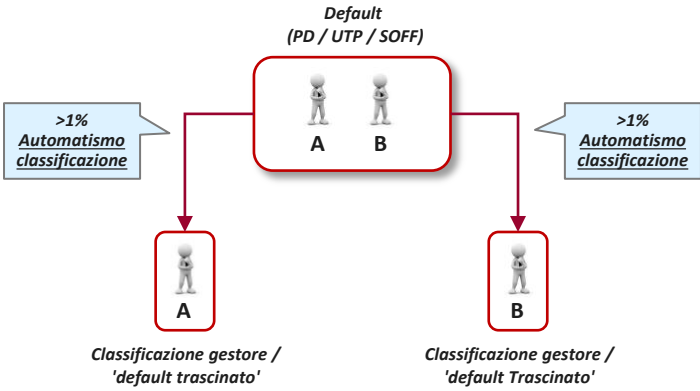 Default
(PD / UTP / SOFF)
A B
>1%
Automatismo
classificazione
>1%
Automatismo
classificazione
A
B
Classificazione gestore /
'default trascinato'
Classificazione gestore /
'default Trascinato'